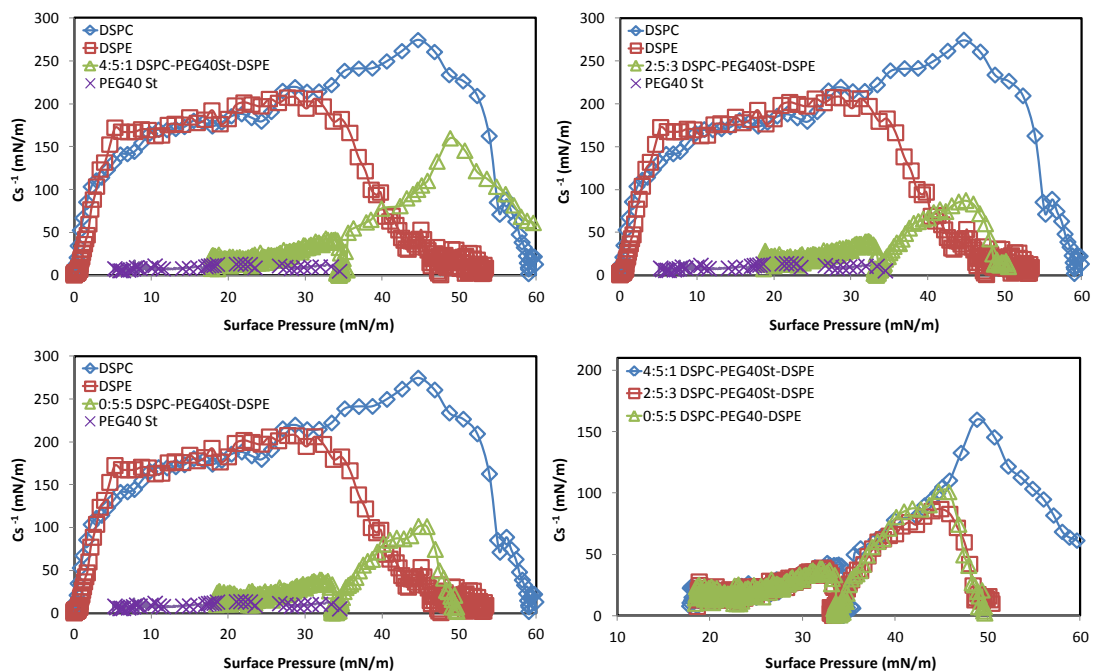 300
250
200
150
100
50
0
Cs⁻¹ (mN/m)
DSPC
DSPE
4:5:1 DSPC-PEG40St-DSPE
PEG40 St
0 10 20 30 40 50 60
Surface Pressure (mN/m)
300
250
200
150
100
50
0
Cs⁻¹ (mN/m)
DSPC
DSPE
2:5:3 DSPC-PEG40St-DSPE
PEG40 St
0 10 20 30 40 50 60
Surface Pressure (mN/m)
300
250
200
150
100
50
0
Cs⁻¹ (mN/m)
DSPC
DSPE
0:5:5 DSPC-PEG40St-DSPE
PEG40 St
0 10 20 30 40 50 60
Surface Pressure (mN/m)
200
150
100
50
0
Cs⁻¹ (mN/m)
4:5:1 DSPC-PEG40St-DSPE
2:5:3 DSPC-PEG40St-DSPE
0:5:5 DSPC-PEG40-DSPE
10 20 30 40 50 60
Surface Pressure (mN/m)